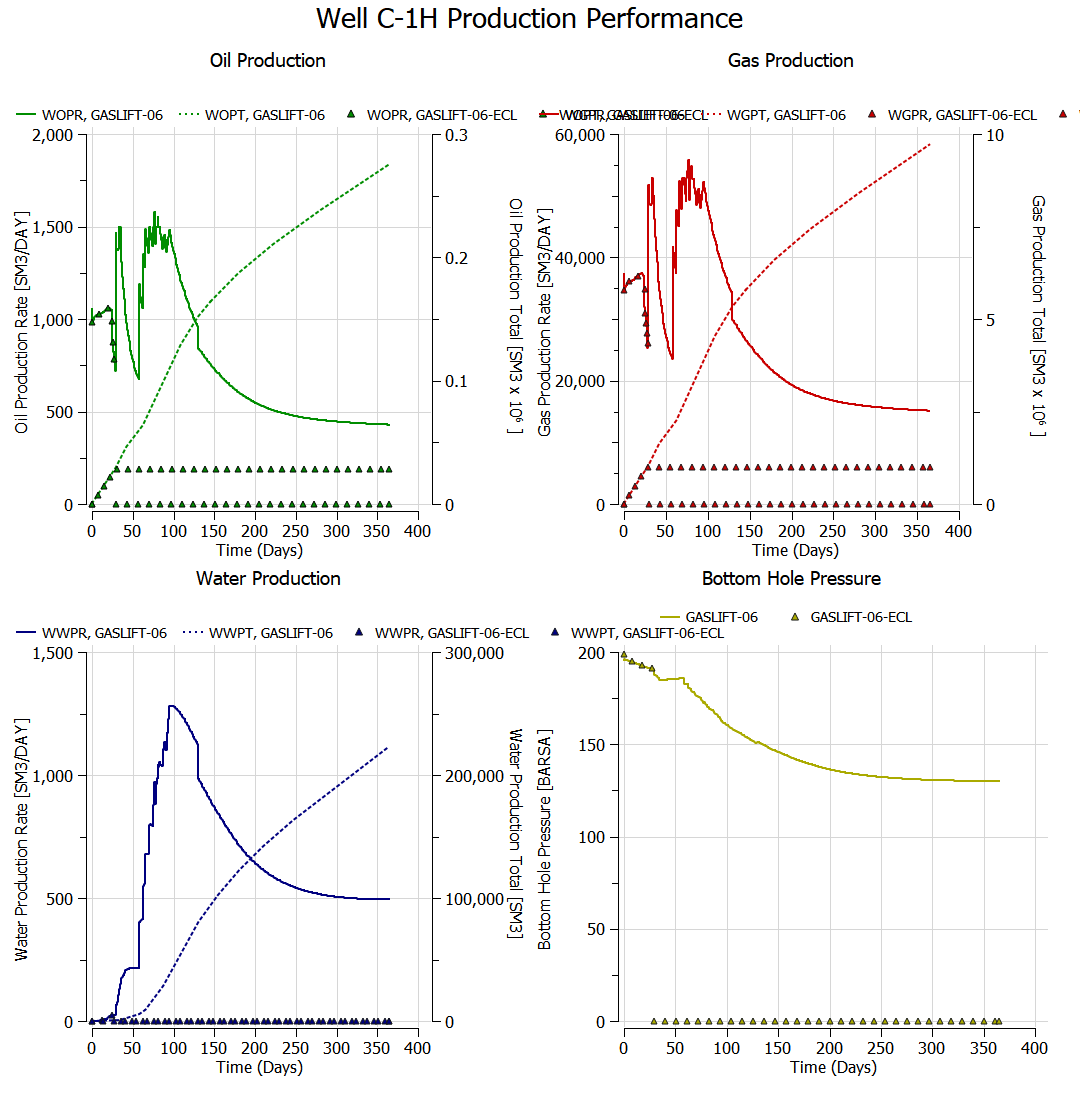 Well C-1H Production Performance
Oil Production
WOPR, GASLIFT-06 WOPT, GASLIFT-06 WOPR, GASLIFT-06-ECL WOPT, GASLIFT-06-ECL
2,000
1,500
1,000
500
0
0.3
0.2
0.1
0
Oil Production Rate [SM3/DAY]
Oil Production Total [SM3 x 10⁶ ]
0 50 100 150 200 250 300 350 400
Time (Days)
Gas Production
WGPR, GASLIFT-06 WGPT, GASLIFT-06 WGPR, GASLIFT-06-ECL W
60,000
40,000
20,000
0
10
5
0
Gas Production Rate [SM3/DAY]
Gas Production Total [SM3 x 10⁶ ]
0 50 100 150 200 250 300 350 400
Time (Days)
Water Production
WWPR, GASLIFT-06 WWPT, GASLIFT-06 WWPR, GASLIFT-06-ECL WWPT, GASLIFT-06-ECL
1,500
1,000
500
0
300,000
200,000
100,000
0
Water Production Rate [SM3/DAY]
Water Production Total [SM3]
0 50 100 150 200 250 300 350 400
Time (Days)
Bottom Hole Pressure
GASLIFT-06 GASLIFT-06-ECL
200
150
100
50
0
Bottom Hole Pressure [BARSA]
0 50 100 150 200 250 300 350 400
Time (Days)